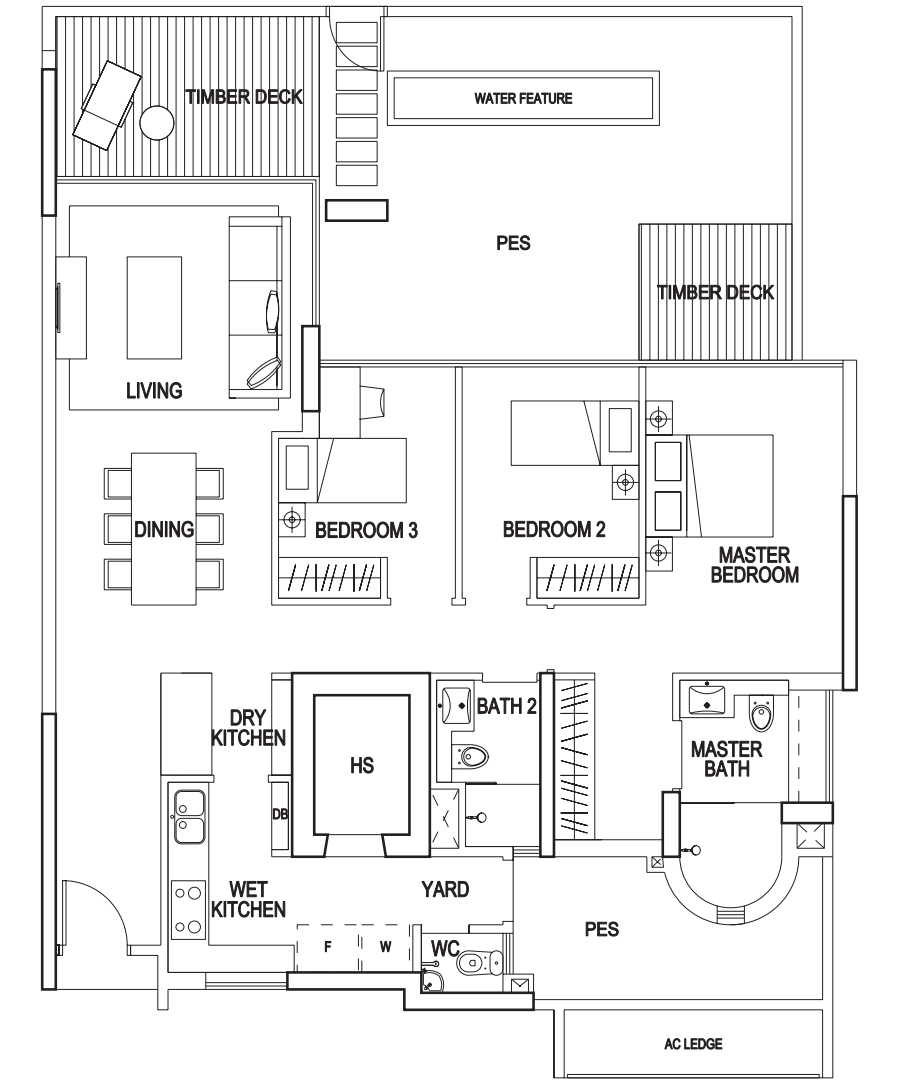 TIMBER DECK
WATER FEATURE
PES
TIMBER DECK
LIVING
DINING
BEDROOM 3
BEDROOM 2
MASTER
BEDROOM
DRY
KITCHEN
HS
BATH 2
MASTER
BATH
DB
WET
KITCHEN
YARD
F
W
WC
PES
AC LEDGE